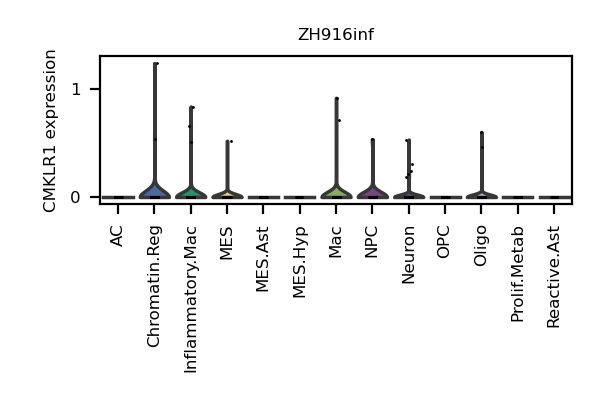 ZH916inf
CMKLR1 expression
1
0
AC
Chromatin.Reg
Inflammatory.Mac
MES
MES.Ast
MES.Hyp
Mac
NPC
Neuron
OPC
Oligo
Prolif.Metab
Reactive.Ast